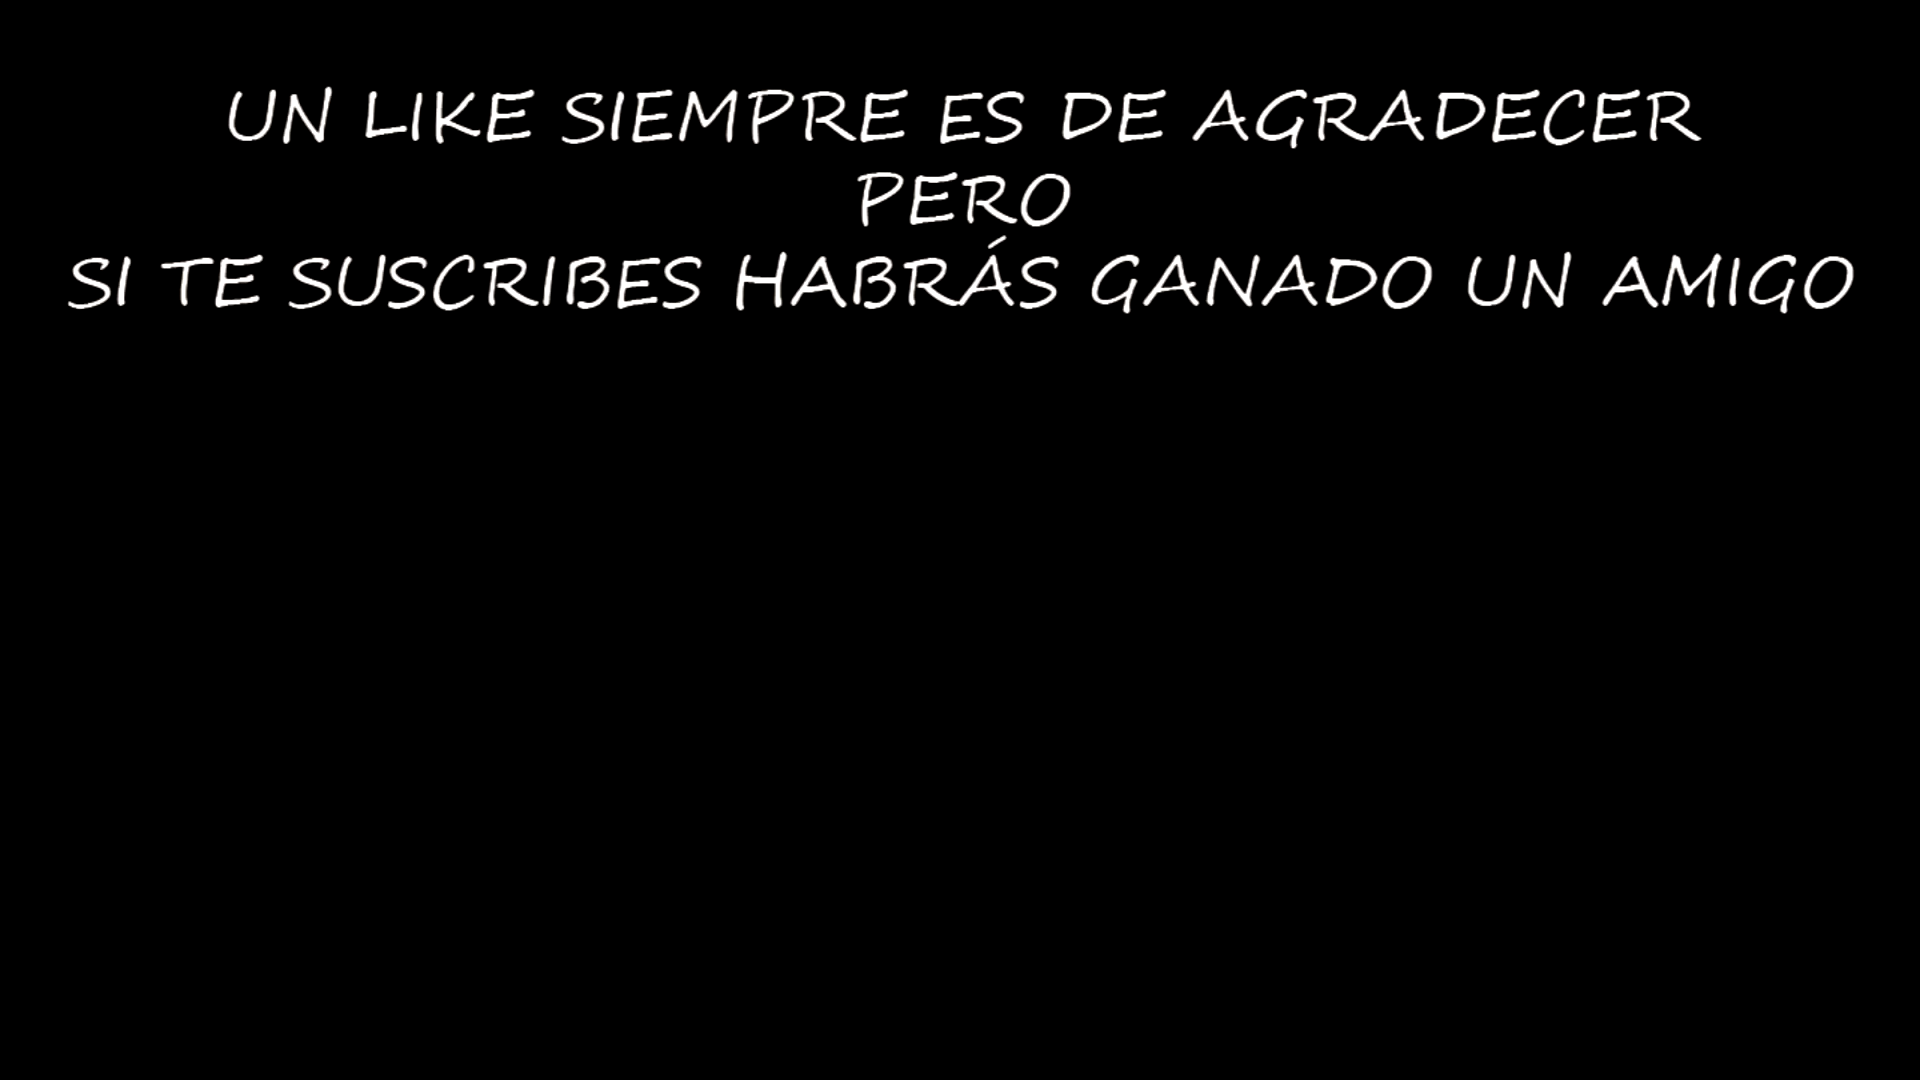 UN LIKE SIEMPRE ES DE AGRADECER
PERO
SI TE SUSCRIBES HABRÁS GANADO UN AMIGO